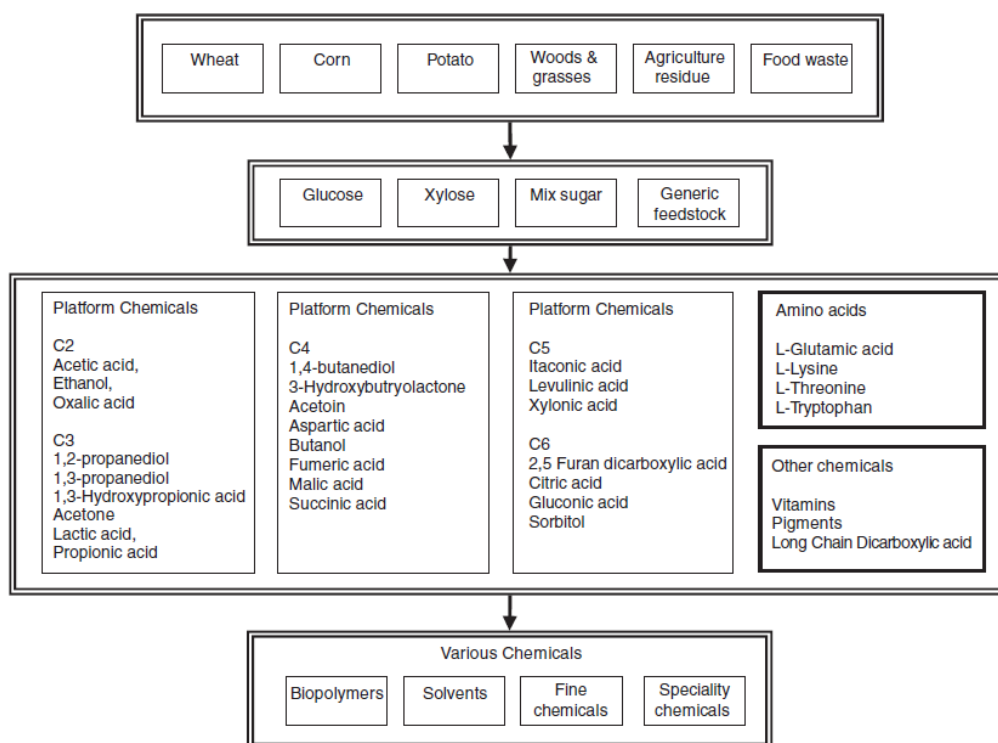 Wheat
Corn
Potato
Woods &
grasses
Agriculture
residue
Food waste
Glucose
Xylose
Mix sugar
Generic
feedstock
Platform Chemicals
C2
Acetic acid,
Ethanol,
Oxalic acid
C3
1,2-propanediol
1,3-propanediol
1,3-Hydroxypropionic acid
Acetone
Lactic acid,
Propionic acid
Platform Chemicals
C4
1,4-butanediol
3-Hydroxybutryolactone
Acetoin
Aspartic acid
Butanol
Fumeric acid
Malic acid
Succinic acid
Platform Chemicals
C5
Itaconic acid
Levulinic acid
Xylonic acid
C6
2,5 Furan dicarboxylic acid
Citric acid
Gluconic acid
Sorbitol
Amino acids
L-Glutamic acid
L-Lysine
L-Threonine
L-Tryptophan
Other chemicals
Vitamins
Pigments
Long Chain Dicarboxylic acid
Various Chemicals
Biopolymers
Solvents
Fine
chemicals
Speciality
chemicals